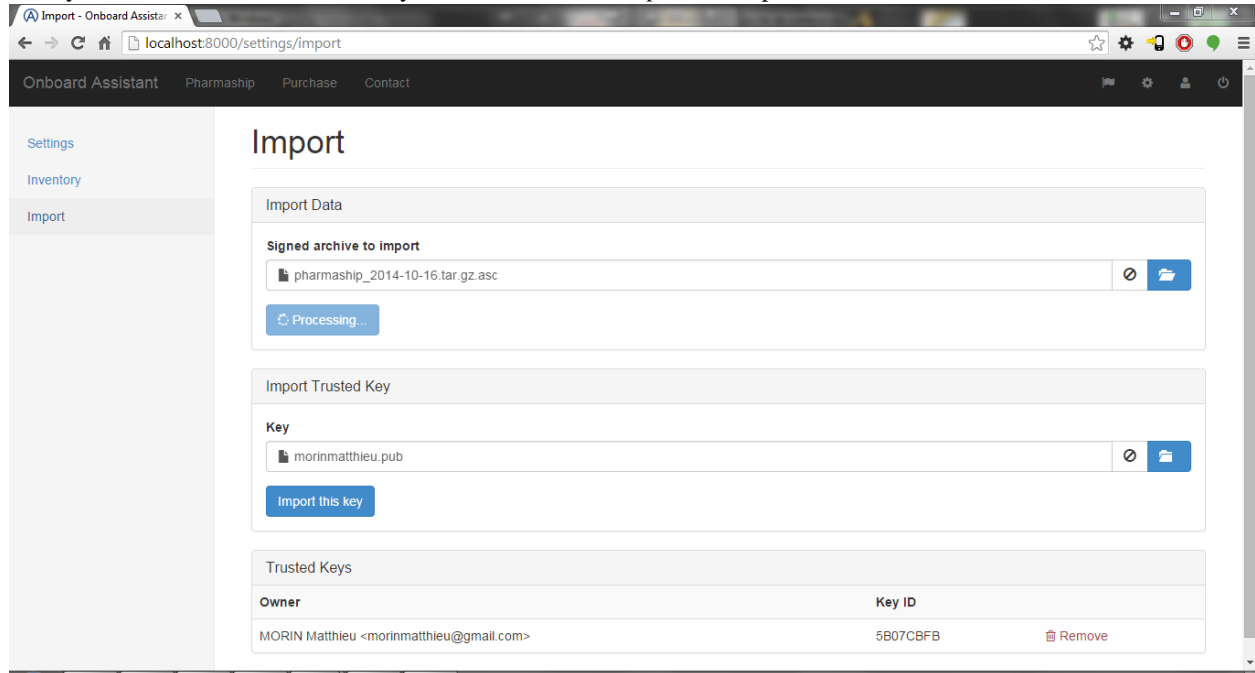 Import - Onboard Assistar
localhost:8000/settings/import
Onboard Assistant Pharmaship Purchase Contact
Settings
Inventory
Import
Import
Import Data
Signed archive to import
pharmaship_2014-10-16.tar.gz.asc
Processing...
Import Trusted Key
Key
morinmatthieu.pub
Import this key
Trusted Keys
Owner Key ID
MORIN Matthieu <morinmatthieu@gmail.com> 5B07CBFB Remove